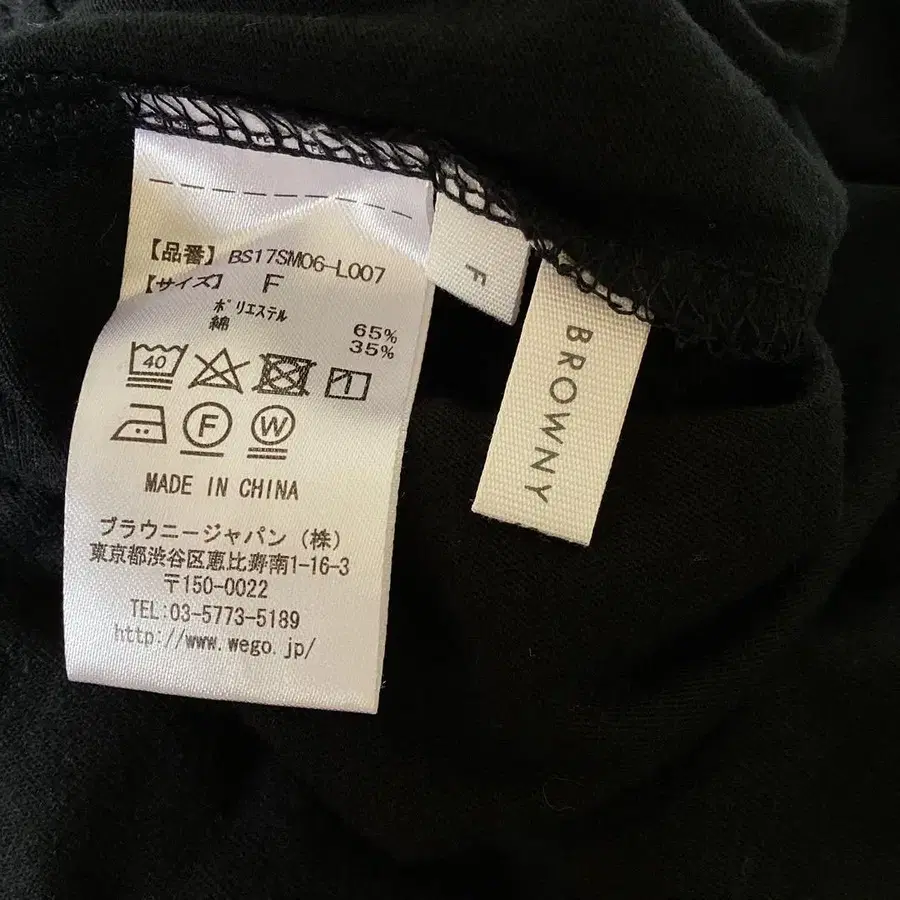 【品番】 BS17SM06-L007
【サイズ】 F
ポリエステル 65%
綿 35%
40
F W
MADE IN CHINA
ブラウニージャパン (株)
東京都渋谷区恵比寿南1-16-3
〒150-0022
TEL:03-5773-5189
http://www.wego.jp/
F
BROWNY